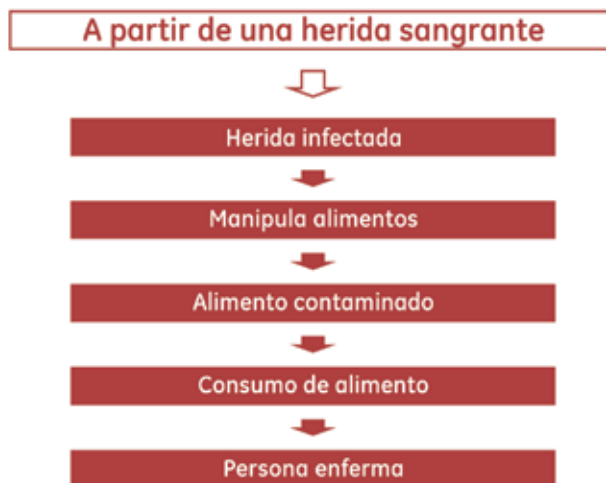 A partir de una herida sangrante
Herida infectada
Manipula alimentos
Alimento contaminado
Consumo de alimento
Persona enferma